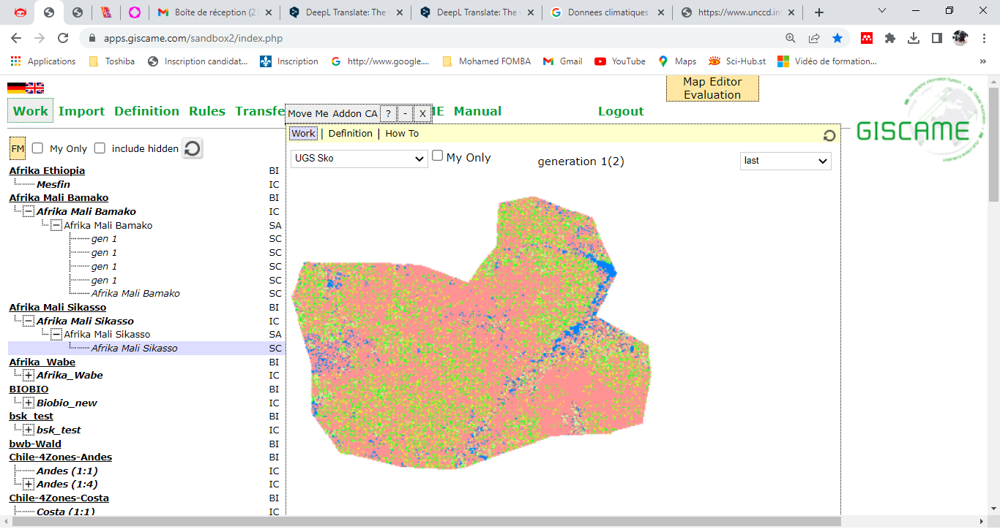 Boîte de réception (2
DeepL Translate: The
DeepL Translate: The v
Donnees climatiques
https://www.unccd.in
apps.giscame.com/sandbox2/index.php
Applications Toshiba Inscription candidat... Inscription http://www.google.... Mohamed FOMBA Gmail YouTube Maps Sci-Hub.st Vidéo de formation... »
Map Editor
Evaluation
Work Import Definition Rules Transfe
Move Me Addon CA ? - X
IE Manual Logout
GISCAME
Work | Definition | How To
FM My Only include hidden
UGS Sko My Only generation 1(2) last
Afrika Ethiopia BI
Mesfin IC
Afrika Mali Bamako BI
Afrika Mali Bamako IC
Afrika Mali Bamako SA
gen 1 SC
gen 1 SC
gen 1 SC
gen 1 SC
Afrika Mali Bamako SC
Afrika Mali Sikasso BI
Afrika Mali Sikasso IC
Afrika Mali Sikasso SA
Afrika Mali Sikasso SC
Afrika_Wabe BI
Afrika_Wabe IC
BIOBIO BI
Biobio_new IC
bsk_test BI
bsk_test IC
bwb-Wald BI
Chile-4Zones-Andes BI
Andes (1:1) IC
Andes (1:4) IC
Chile-4Zones-Costa BI
Costa (1:1) IC